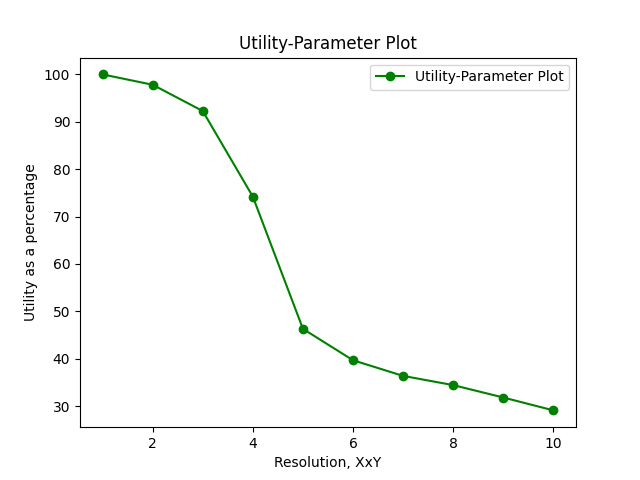 Utility-Parameter Plot
Utility-Parameter Plot
100
90
80
70
60
50
40
30
Utility as a percentage
2 4 6 8 10
Resolution, XxY